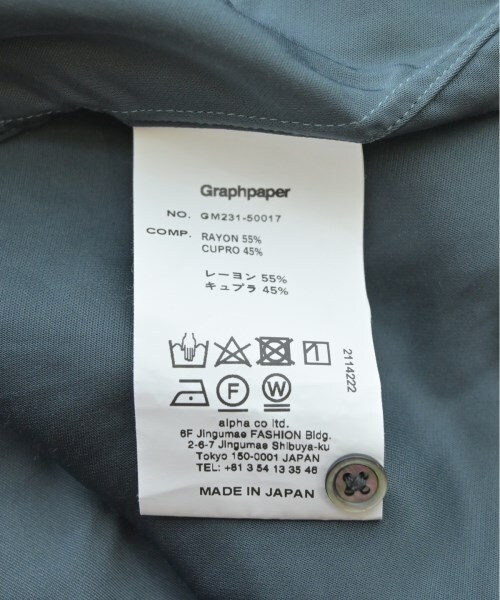 Graphpaper
NO. GM231-50017
COMP. RAYON 55%
CUPRO 45%
レーヨン 55%
キュプラ 45%
2114222
F W
alpha co ltd.
6F Jingumae FASHION Bldg.
2-6-7 Jingumae Shibuya-ku
Tokyo 150-0001 JAPAN
TEL: +81 3 54 13 35 46
MADE IN JAPAN